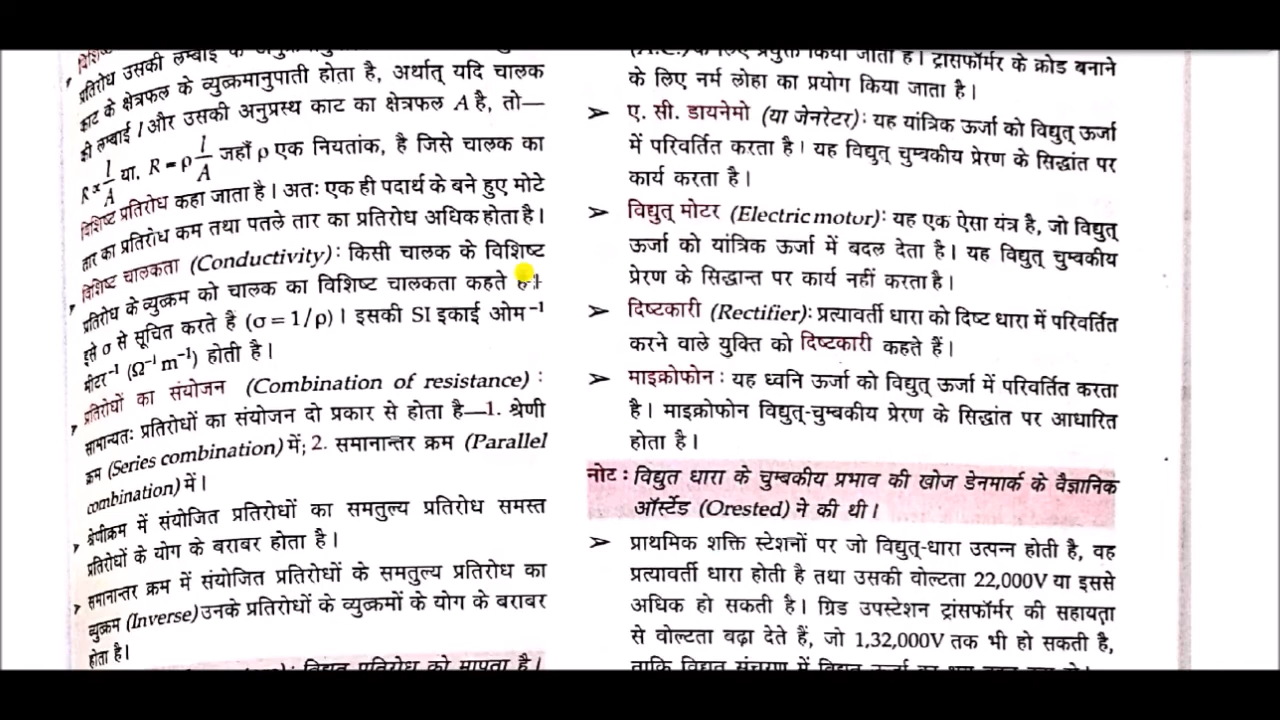 प्रतिरोध उसकी लम्बाई के
काट के क्षेत्रफल के व्युत्क्रमानुपाती होता है, अर्थात् यदि चालक
की लम्बाई l और उसकी अनुप्रस्थ काट का क्षेत्रफल A है, तो—
R ∝ l/A या. R = ρ l/A जहाँ ρ एक नियतांक, है जिसे चालक का
विशिष्ट प्रतिरोध कहा जाता है। अतः एक ही पदार्थ के बने हुए मोटे
तार का प्रतिरोध कम तथा पतले तार का प्रतिरोध अधिक होता है।
विशिष्ट चालकता (Conductivity): किसी चालक के विशिष्ट
प्रतिरोध के व्युत्क्रम को चालक का विशिष्ट चालकता कहते
इसे σ से सूचित करते हैं (σ = 1/ρ)। इसकी SI इकाई ओम⁻¹
मीटर⁻¹ (Ω⁻¹ m⁻¹) होती है।
प्रतिरोधों का संयोजन (Combination of resistance) :
सामान्यतः प्रतिरोधों का संयोजन दो प्रकार से होता है—1. श्रेणी
क्रम (Series combination) में; 2. समानान्तर क्रम (Parallel
combination) में।
श्रेणीक्रम में संयोजित प्रतिरोधों का समतुल्य प्रतिरोध समस्त
प्रतिरोधों के योग के बराबर होता है।
समानान्तर क्रम में संयोजित प्रतिरोधों के समतुल्य प्रतिरोध का
व्युत्क्रम (Inverse) उनके प्रतिरोधों के व्युत्क्रमों के योग के बराबर
होता है।
विद्युत प्रतिरोध को मापता है।
(A.C.) के लिए प्रयुक्त किया जाता है। ट्रांसफॉर्मर के क्रोड बनाने
के लिए नर्म लोहा का प्रयोग किया जाता है।
➢ ए. सी. डायनेमो (या जेनरेटर): यह यांत्रिक ऊर्जा को विद्युत् ऊर्जा
में परिवर्तित करता है। यह विद्युत् चुम्बकीय प्रेरण के सिद्धांत पर
कार्य करता है।
➢ विद्युत् मोटर (Electric motor): यह एक ऐसा यंत्र है, जो विद्युत्
ऊर्जा को यांत्रिक ऊर्जा में बदल देता है। यह विद्युत् चुम्बकीय
प्रेरण के सिद्धान्त पर कार्य नहीं करता है।
➢ दिष्टकारी (Rectifier): प्रत्यावर्ती धारा को दिष्ट धारा में परिवर्तित
करने वाले युक्ति को दिष्टकारी कहते हैं।
➢ माइक्रोफोन : यह ध्वनि ऊर्जा को विद्युत् ऊर्जा में परिवर्तित करता
है। माइक्रोफोन विद्युत्-चुम्बकीय प्रेरण के सिद्धांत पर आधारित
होता है।
नोट : विद्युत धारा के चुम्बकीय प्रभाव की खोज डेनमार्क के वैज्ञानिक
ऑर्स्टेड (Orested) ने की थी।
➢ प्राथमिक शक्ति स्टेशनों पर जो विद्युत्-धारा उत्पन्न होती है, वह
प्रत्यावर्ती धारा होती है तथा उसकी वोल्टता 22,000V या इससे
अधिक हो सकती है। ग्रिड उपस्टेशन ट्रांसफॉर्मर की सहायता
से वोल्टता बढ़ा देते हैं, जो 1,32,000V तक भी हो सकती है,
ताकि विद्युत् संचरण में विद्युत् ऊर्जा का